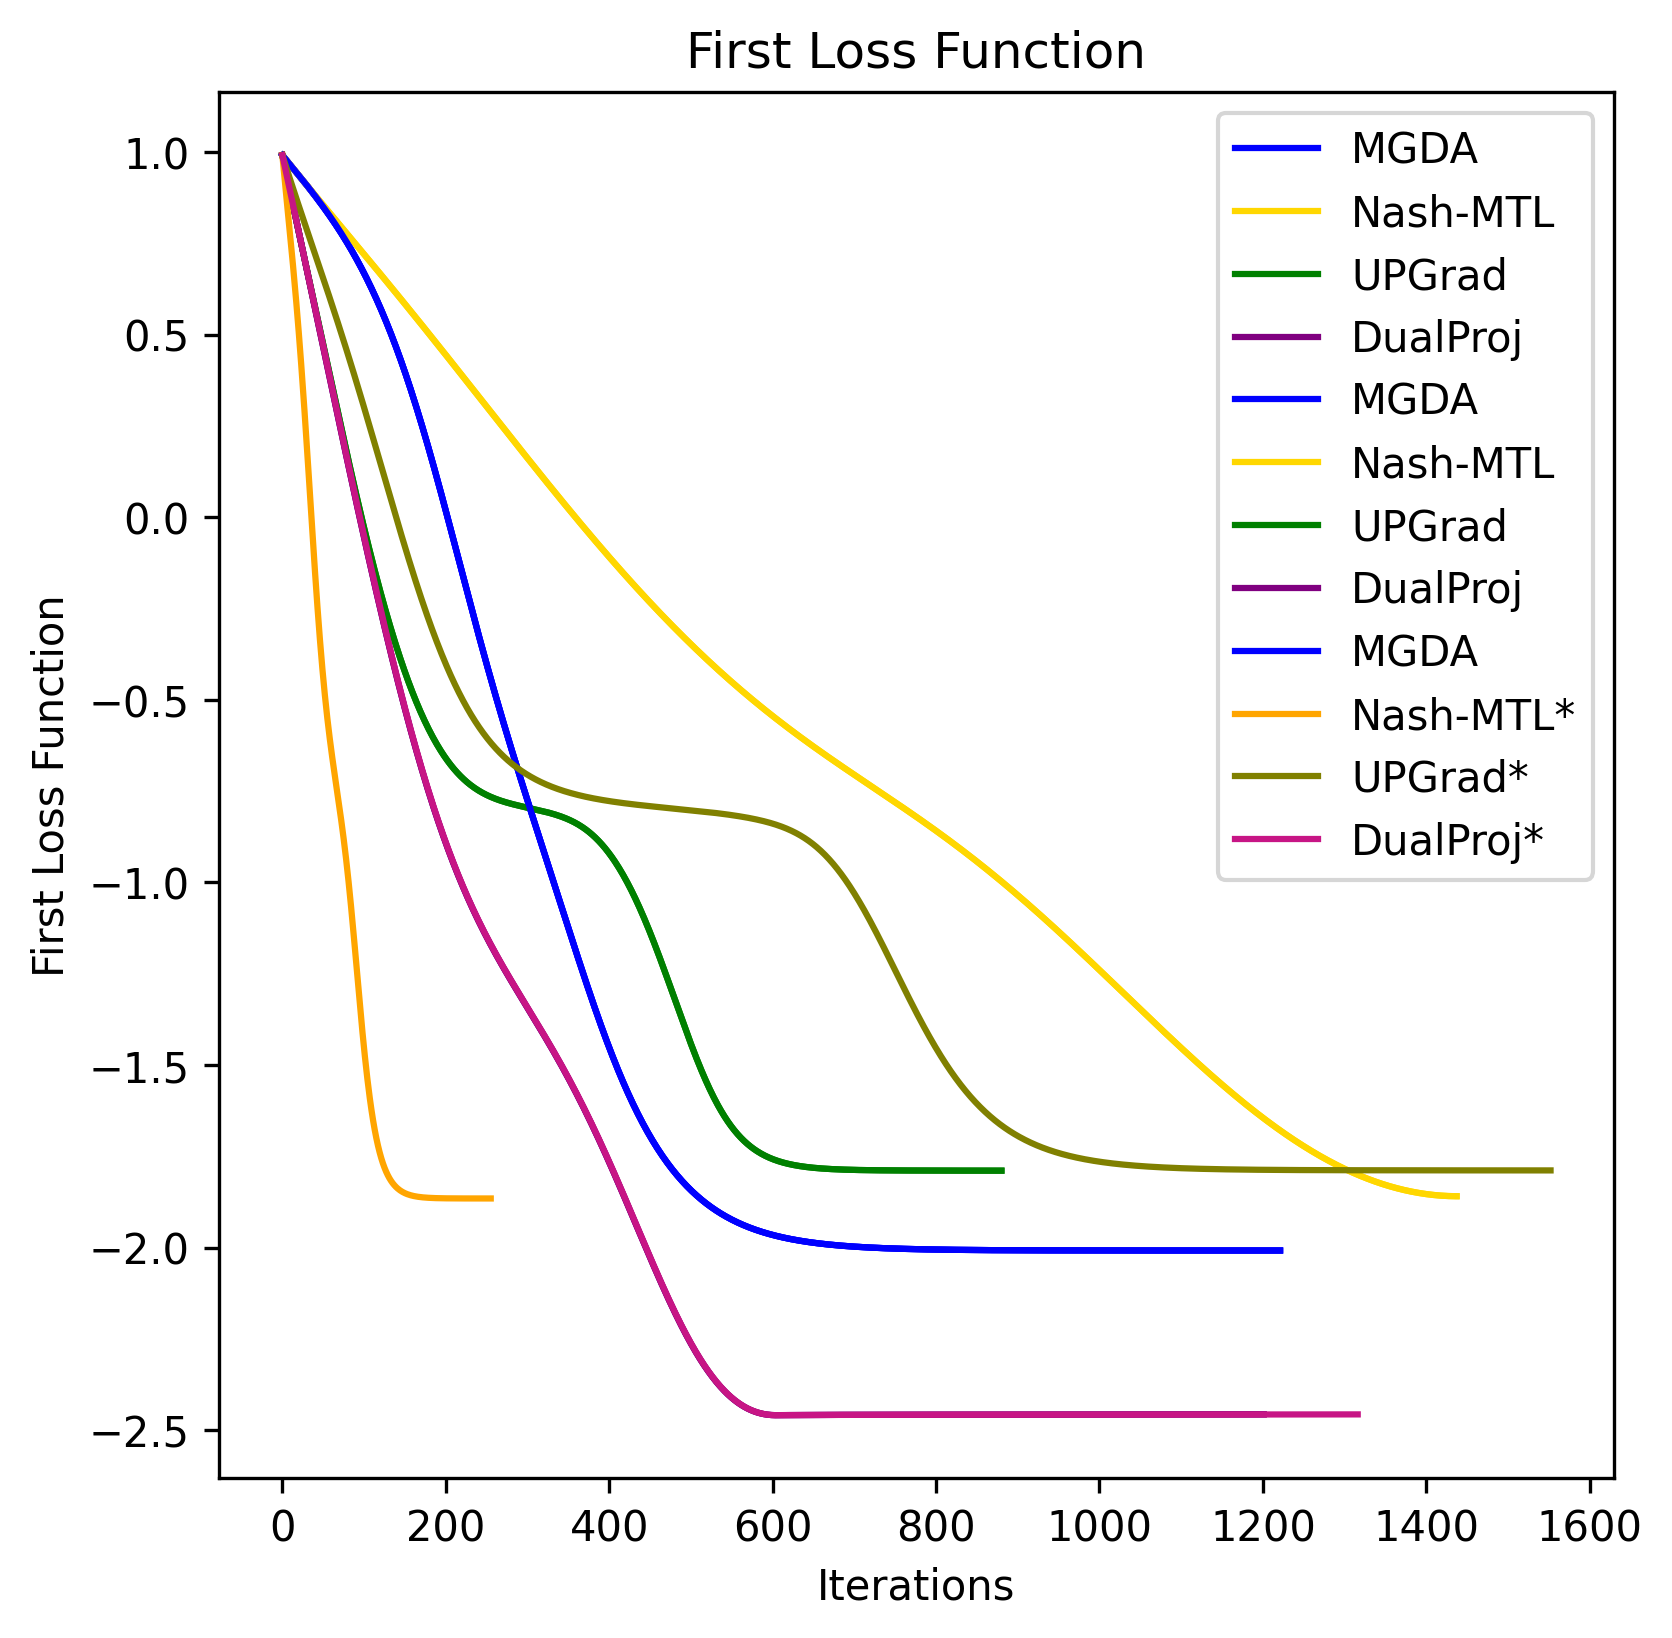 First Loss Function
MGDA
Nash-MTL
UPGrad
DualProj
MGDA
Nash-MTL
UPGrad
DualProj
MGDA
Nash-MTL*
UPGrad*
DualProj*
First Loss Function
1.0
0.5
0.0
−0.5
−1.0
−1.5
−2.0
−2.5
0 200 400 600 800 1000 1200 1400 1600
Iterations